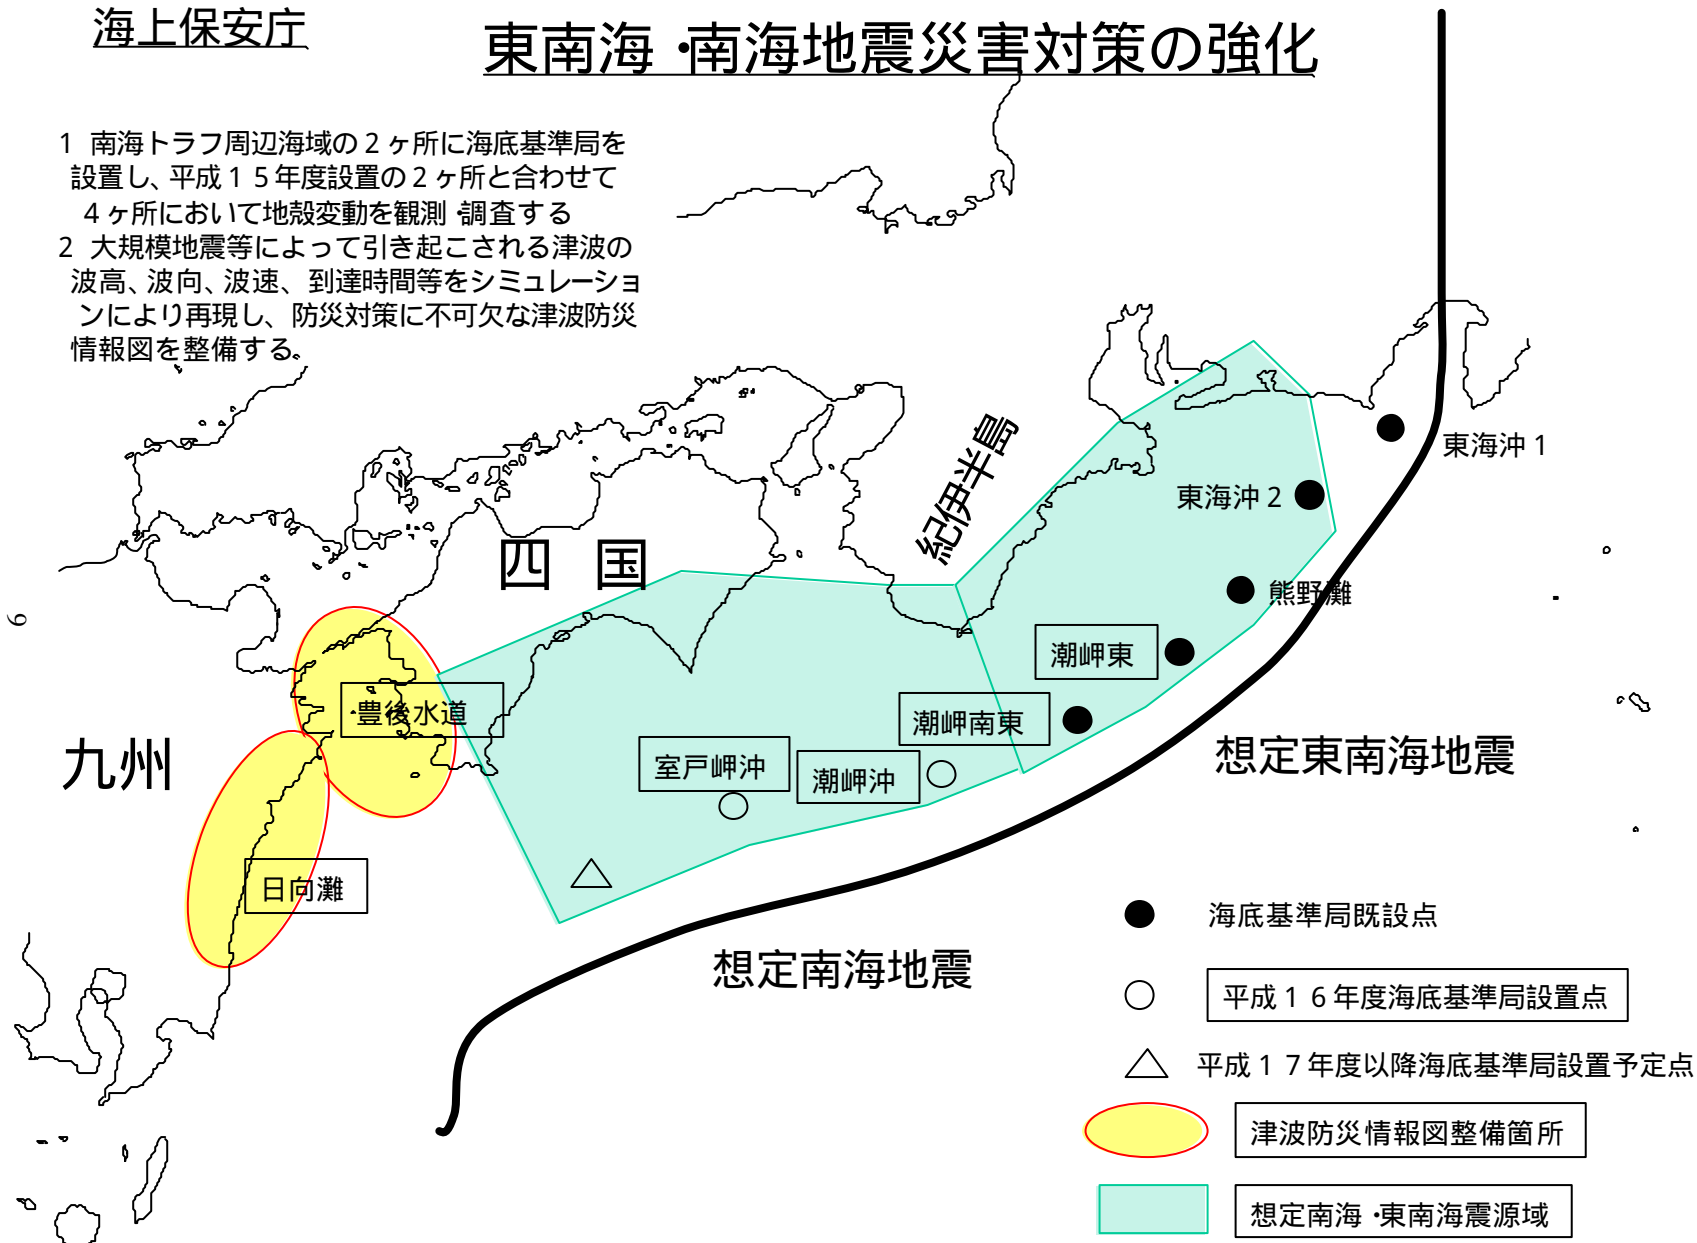 海上保安庁
東南海・南海地震災害対策の強化
1 南海トラフ周辺海域の２ヶ所に海底基準局を
設置し、平成１５年度設置の２ヶ所と合わせて
４ヶ所において地殻変動を観測・調査する
2 大規模地震等によって引き起こされる津波の
波高、波向、波速、到達時間等をシミュレーショ
ンにより再現し、防災対策に不可欠な津波防災
情報図を整備する。
紀伊半島
東海沖１
東海沖２
四 国
熊野灘
潮岬東
豊後水道
潮岬南東
九州
室戸岬沖
潮岬沖
想定東南海地震
日向灘
想定南海地震
海底基準局既設点
平成１６年度海底基準局設置点
平成１７年度以降海底基準局設置予定点
津波防災情報図整備箇所
想定南海・東南海震源域
9